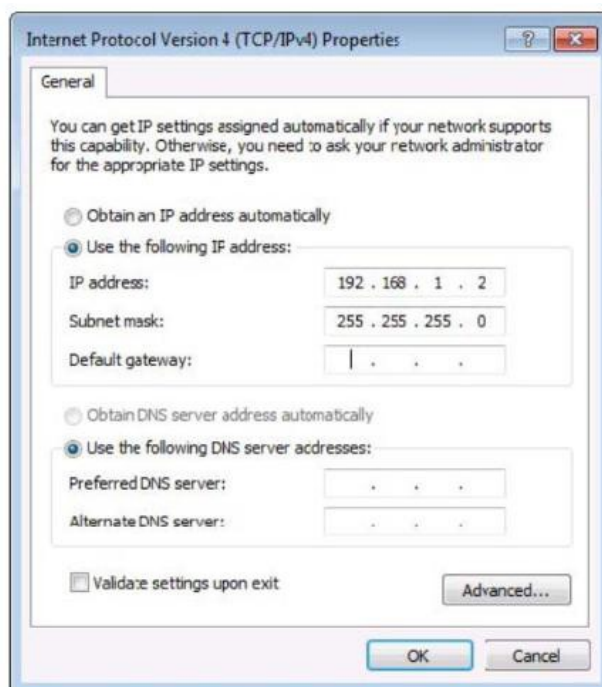 Internet Protocol Version 4 (TCP/IPv4) Properties
General
You can get IP settings assigned automatically if your network supports
this capability. Otherwise, you need to ask your network administrator
for the appropriate IP settings.
Obtain an IP address automatically
Use the following IP address:
IP address: 192 . 168 . 1 . 2
Subnet mask: 255 . 255 . 255 . 0
Default gateway: . . .
Obtain DNS server address automatically
Use the following DNS server addresses:
Preferred DNS server: . . .
Alternate DNS server: . . .
Validate settings upon exit
Advanced...
OK Cancel